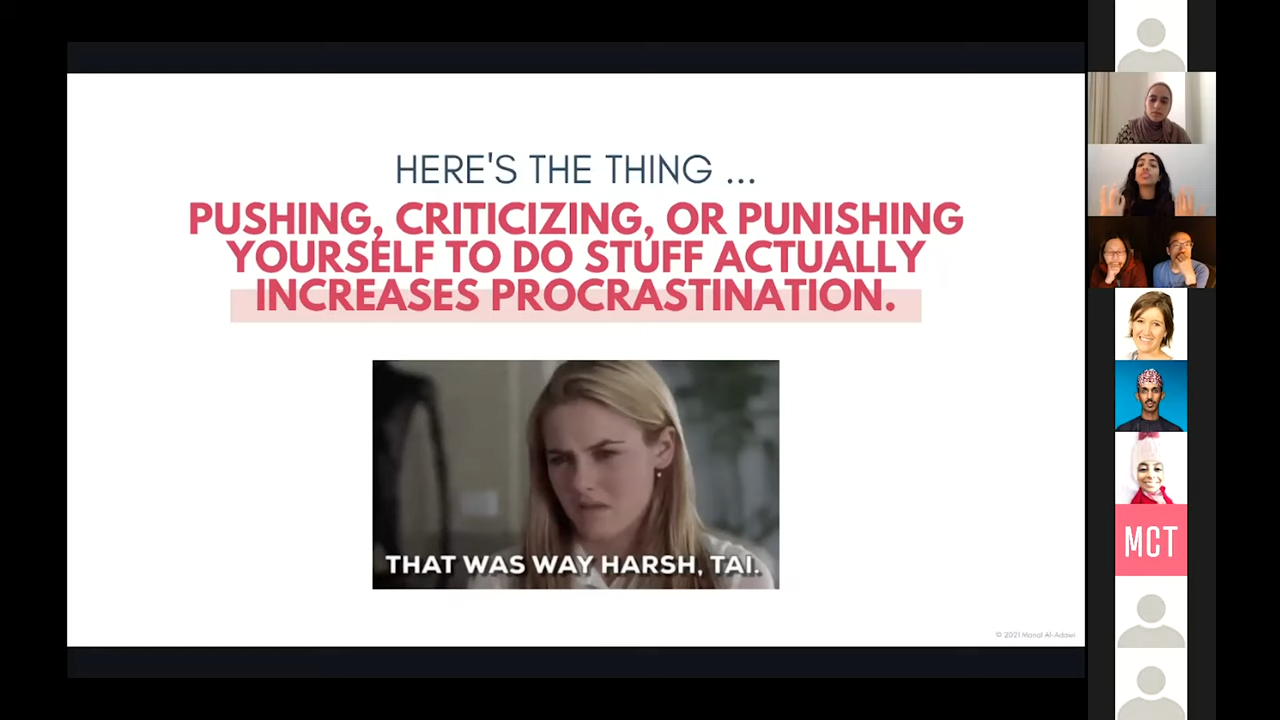 HERE'S THE THING ...
PUSHING, CRITICIZING, OR PUNISHING
YOURSELF TO DO STUFF ACTUALLY
INCREASES PROCRASTINATION.
THAT WAS WAY HARSH, TAI.
© 2021 Manal Al-Adawi
MCT